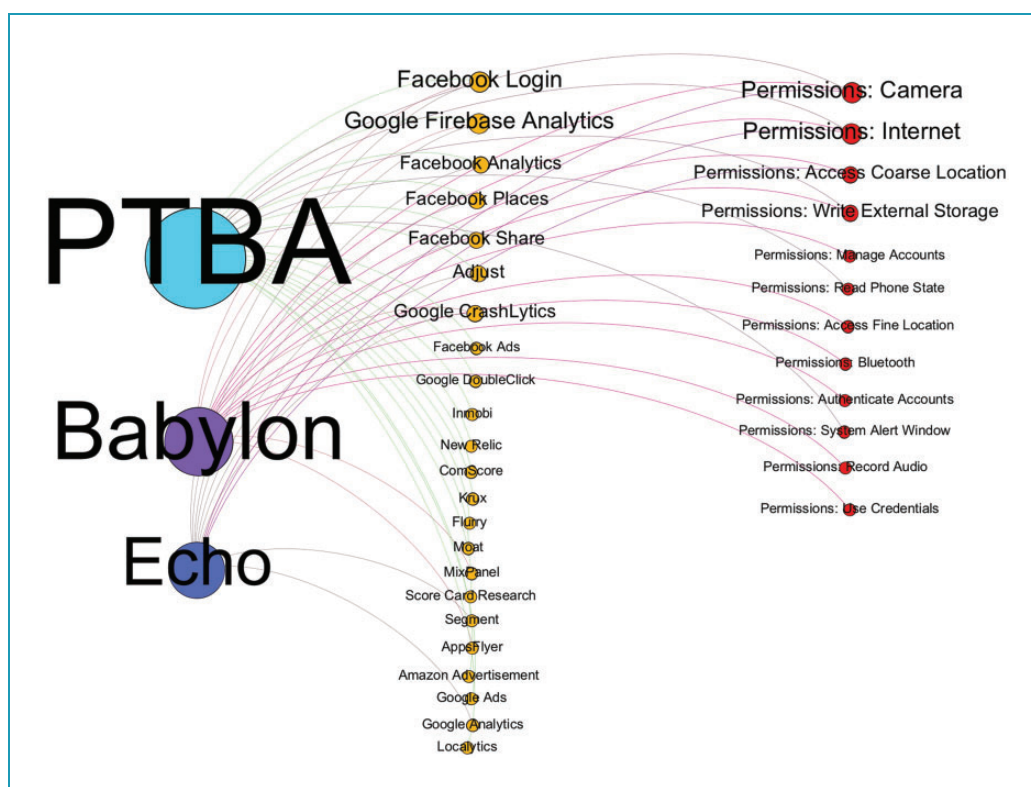 PTBA
Babylon
Echo
Facebook Login
Google Firebase Analytics
Facebook Analytics
Facebook Places
Facebook Share
Adjust
Google CrashLytics
Facebook Ads
Google DoubleClick
Inmobi
New Relic
ComScore
Krux
Flurry
Moat
MixPanel
Score Card Research
Segment
AppsFlyer
Amazon Advertisement
Google Ads
Google Analytics
Localytics
Permissions: Camera
Permissions: Internet
Permissions: Access Coarse Location
Permissions: Write External Storage
Permissions: Manage Accounts
Permissions: Read Phone State
Permissions: Access Fine Location
Permissions: Bluetooth
Permissions: Authenticate Accounts
Permissions: System Alert Window
Permissions: Record Audio
Permissions: Use Credentials